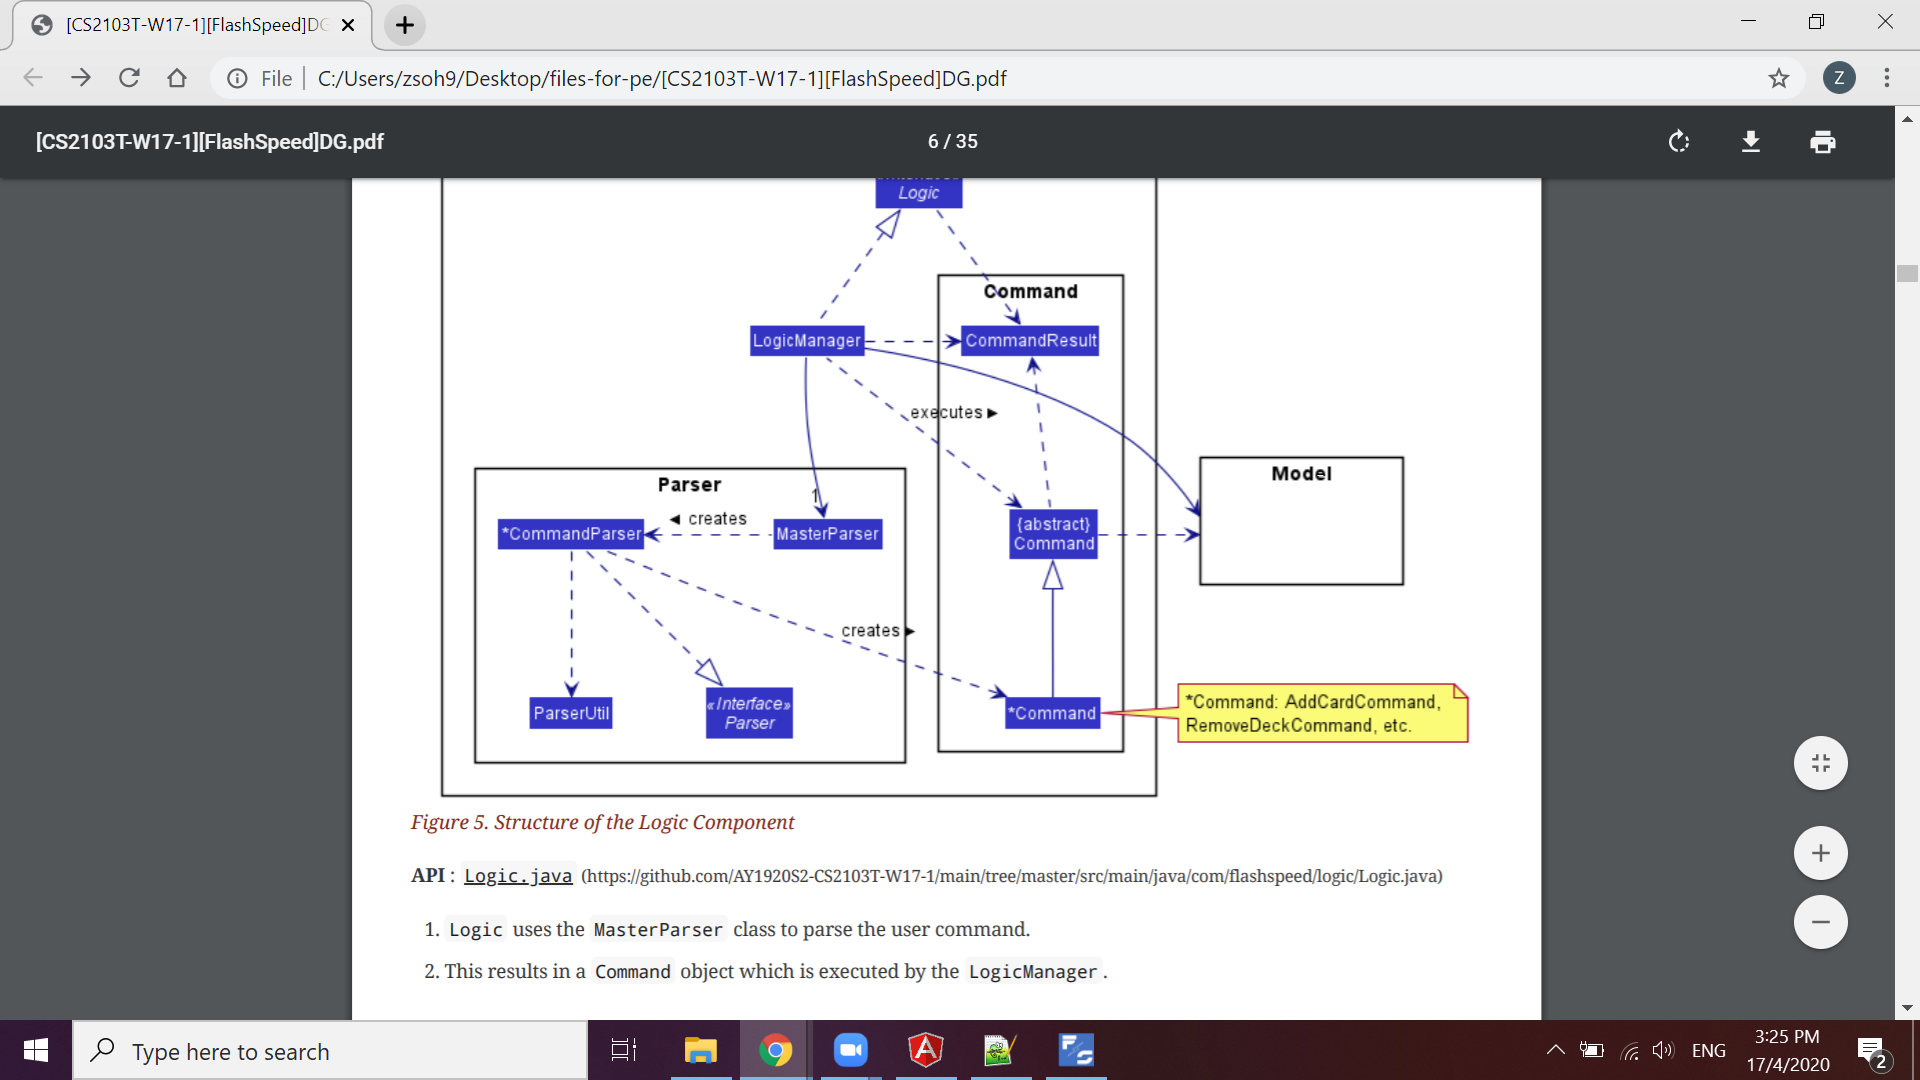 [CS2103T-W17-1][FlashSpeed]DG
File
C:/Users/zsoh9/Desktop/files-for-pe/[CS2103T-W17-1][FlashSpeed]DG.pdf
Z
[CS2103T-W17-1][FlashSpeed]DG.pdf
6 / 35
Logic
Command
LogicManager
CommandResult
executes ►
Model
Parser
1
◄ creates
*CommandParser
MasterParser
{abstract}
Command
creates ►
ParserUtil
«Interface»
Parser
*Command
*Command: AddCardCommand,
RemoveDeckCommand, etc.
Figure 5. Structure of the Logic Component
API : Logic.java (https://github.com/AY1920S2-CS2103T-W17-1/main/tree/master/src/main/java/com/flashspeed/logic/Logic.java)
1. Logic uses the MasterParser class to parse the user command.
2. This results in a Command object which is executed by the LogicManager.
Type here to search
ENG
3:25 PM
17/4/2020
2